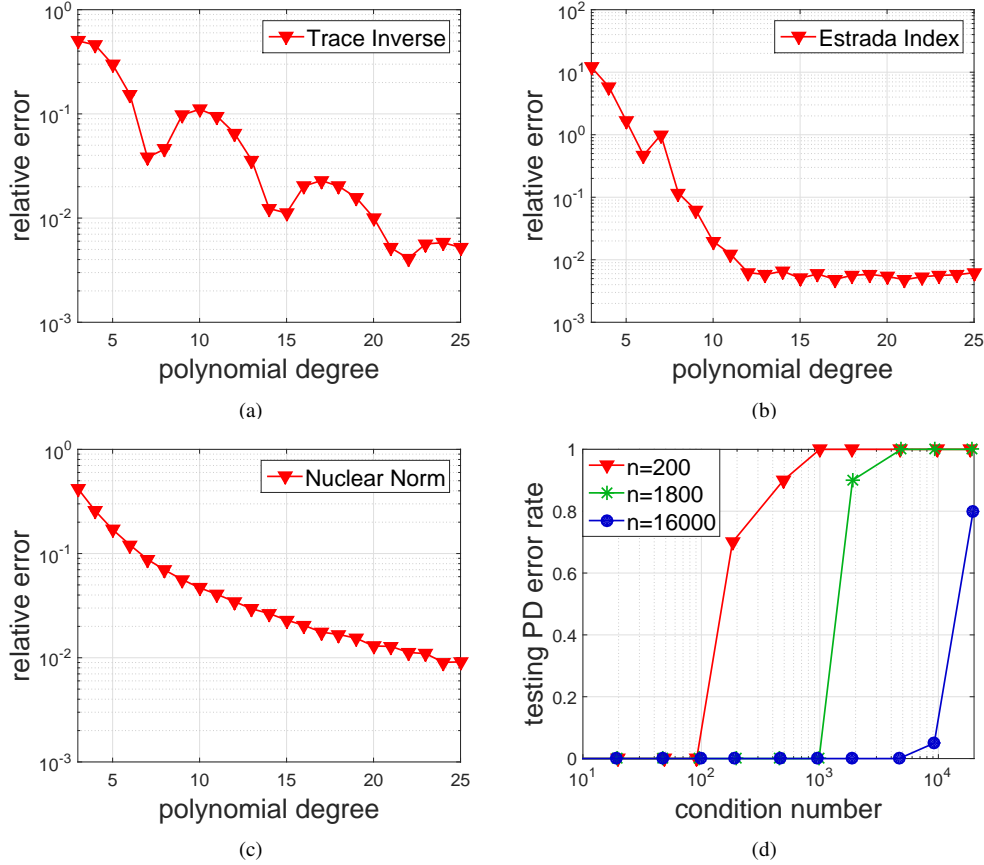 10^0
10^-1
10^-2
10^-3
relative error
5
10
15
20
25
polynomial degree
Trace Inverse
(a)
10^2
10^1
10^0
10^-1
10^-2
10^-3
relative error
5
10
15
20
25
polynomial degree
Estrada Index
(b)
10^0
10^-1
10^-2
10^-3
relative error
5
10
15
20
25
polynomial degree
Nuclear Norm
(c)
1
0.8
0.6
0.4
0.2
0
testing PD error rate
10^1
10^2
10^3
10^4
condition number
n=200
n=1800
n=16000
(d)